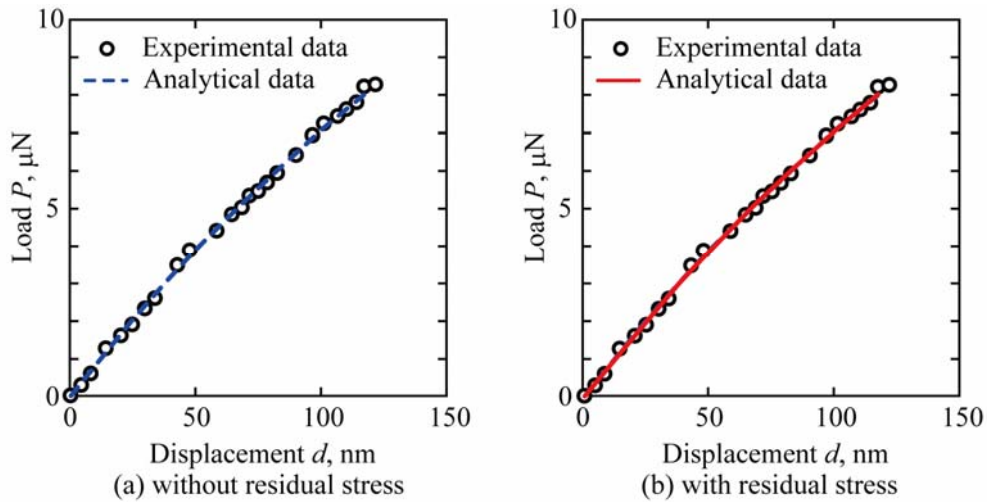 10
Experimental data
Analytical data
Load P, μN
5
0
0
50
100
150
Displacement d, nm
(a) without residual stress
10
Experimental data
Analytical data
Load P, μN
5
0
0
50
100
150
Displacement d, nm
(b) with residual stress